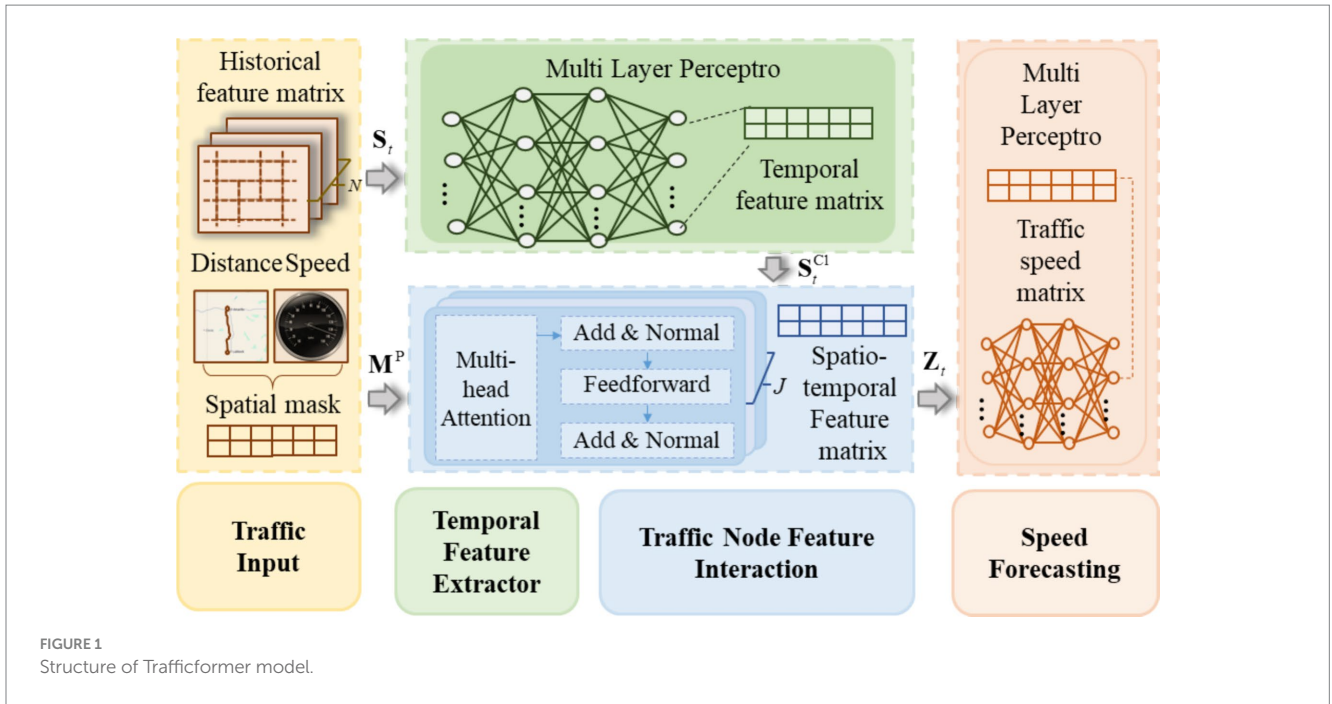 Historical
feature matrix
N
Distance Speed
Spatial mask
S_t
M^P
Multi Layer Perceptro
Temporal
feature matrix
S_t^C1
Multi-
head
Attention
Add & Normal
Feedforward
Add & Normal
J
Spatio-
temporal
Feature
matrix
Z_t
Multi
Layer
Perceptro
Traffic
speed
matrix
Traffic
Input
Temporal
Feature
Extractor
Traffic Node Feature
Interaction
Speed
Forecasting
FIGURE 1
Structure of Trafficformer model.